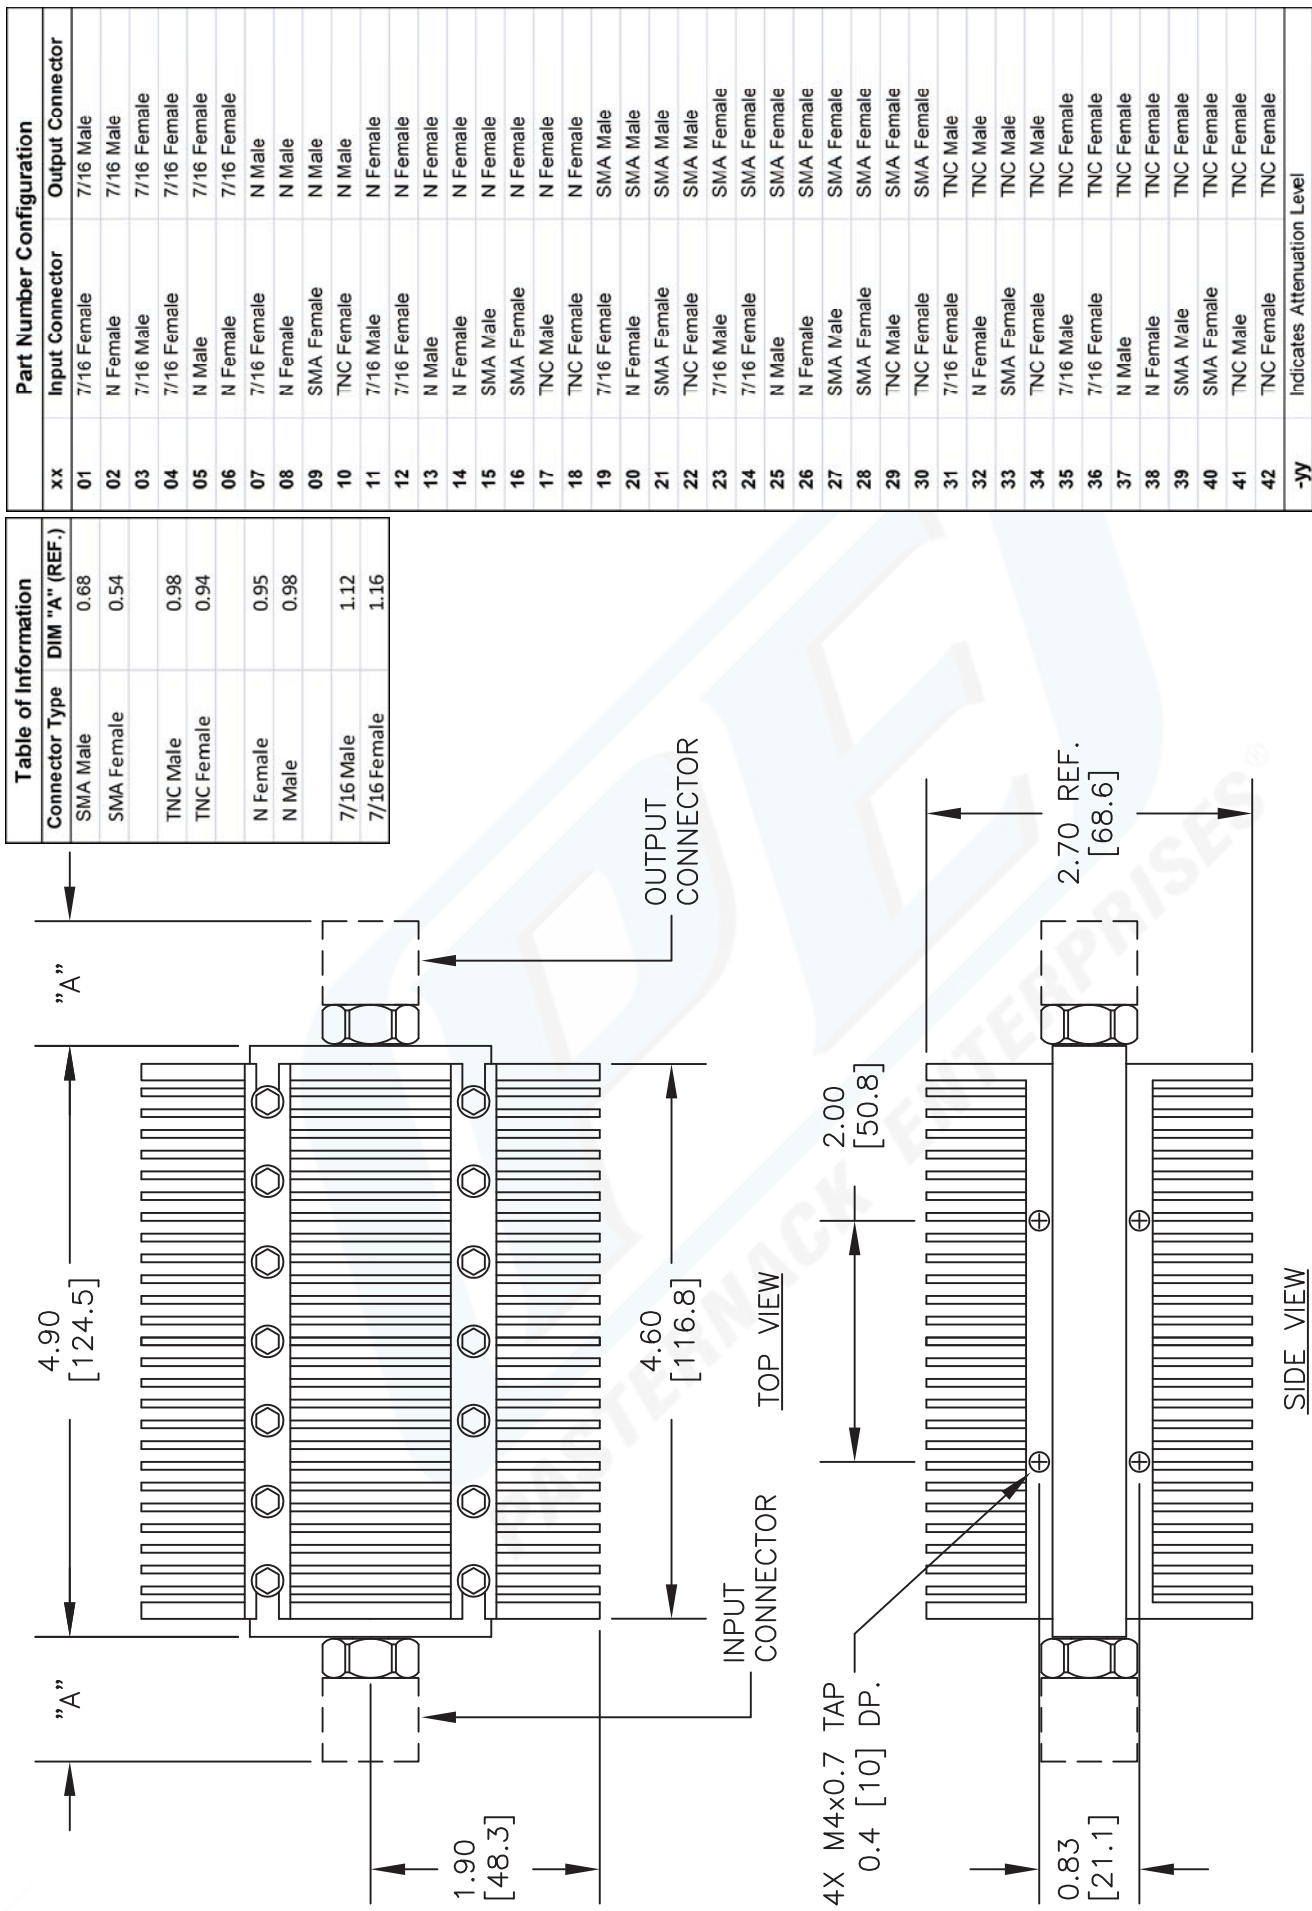 Part Number Configuration
xx Input Connector Output Connector
01 7/16 Female 7/16 Male
02 N Female 7/16 Male
03 7/16 Male 7/16 Female
04 7/16 Female 7/16 Female
05 N Male 7/16 Female
06 N Female 7/16 Female
07 7/16 Female N Male
08 N Female N Male
09 SMA Female N Male
10 TNC Female N Male
11 7/16 Male N Female
12 7/16 Female N Female
13 N Male N Female
14 N Female N Female
15 SMA Male N Female
16 SMA Female N Female
17 TNC Male N Female
18 TNC Female N Female
19 7/16 Female SMA Male
20 N Female SMA Male
21 SMA Female SMA Male
22 TNC Female SMA Male
23 7/16 Male SMA Female
24 7/16 Female SMA Female
25 N Male SMA Female
26 N Female SMA Female
27 SMA Male SMA Female
28 SMA Female SMA Female
29 TNC Male SMA Female
30 TNC Female SMA Female
31 7/16 Female TNC Male
32 N Female TNC Male
33 SMA Female TNC Male
34 TNC Female TNC Male
35 7/16 Male TNC Female
36 7/16 Female TNC Female
37 N Male TNC Female
38 N Female TNC Female
39 SMA Male TNC Female
40 SMA Female TNC Female
41 TNC Male TNC Female
42 TNC Female TNC Female
-yy Indicates Attenuation Level
Table of Information
Connector Type DIM "A" (REF.)
SMA Male 0.68
SMA Female 0.54
TNC Male 0.98
TNC Female 0.94
N Female 0.95
N Male 0.98
7/16 Male 1.12
7/16 Female 1.16
"A"
4.90
[124.5]
"A"
1.90
[48.3]
INPUT
CONNECTOR
4.60
[116.8]
OUTPUT
CONNECTOR
TOP VIEW
4X M4x0.7 TAP
0.4 [10] DP.
2.00
[50.8]
0.83
[21.1]
2.70 REF.
[68.6]
SIDE VIEW
PEI
PASTERNACK ENTERPRISES®